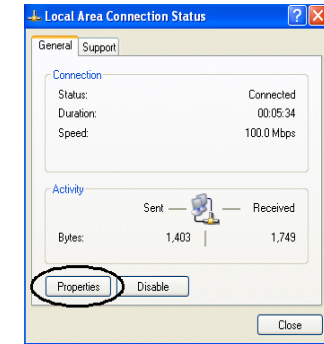 Local Area Connection Status
General Support
Connection
Status: Connected
Duration: 00:05:34
Speed: 100.0 Mbps
Activity
Sent — — Received
Bytes: 1,403 | 1,749
Properties Disable
Close